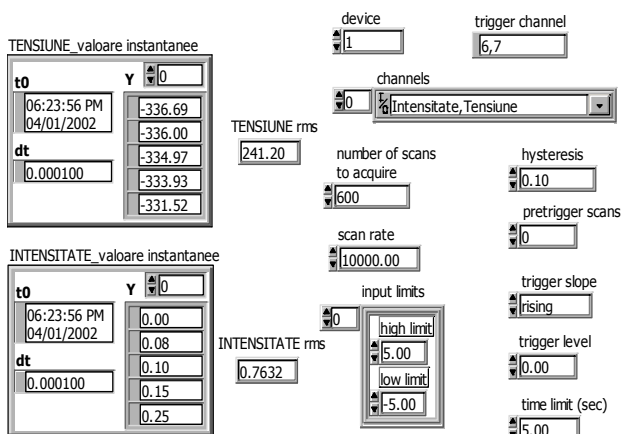 TENSIUNE_valoare instantanee
t0
06:23:56 PM
04/01/2002
dt
0.000100
Y 0
-336.69
-336.00
-334.97
-333.93
-331.52
TENSIUNE rms
241.20
INTENSITATE_valoare instantanee
t0
06:23:56 PM
04/01/2002
dt
0.000100
Y 0
0.00
0.08
0.10
0.15
0.25
INTENSITATE rms
0.7632
device
1
trigger channel
6,7
channels
0
I/O Intensitate,Tensiune
number of scans
to acquire
600
scan rate
10000.00
input limits
0
high limit
5.00
low limit
-5.00
hysteresis
0.10
pretrigger scans
0
trigger slope
rising
trigger level
0.00
time limit (sec)
5.00